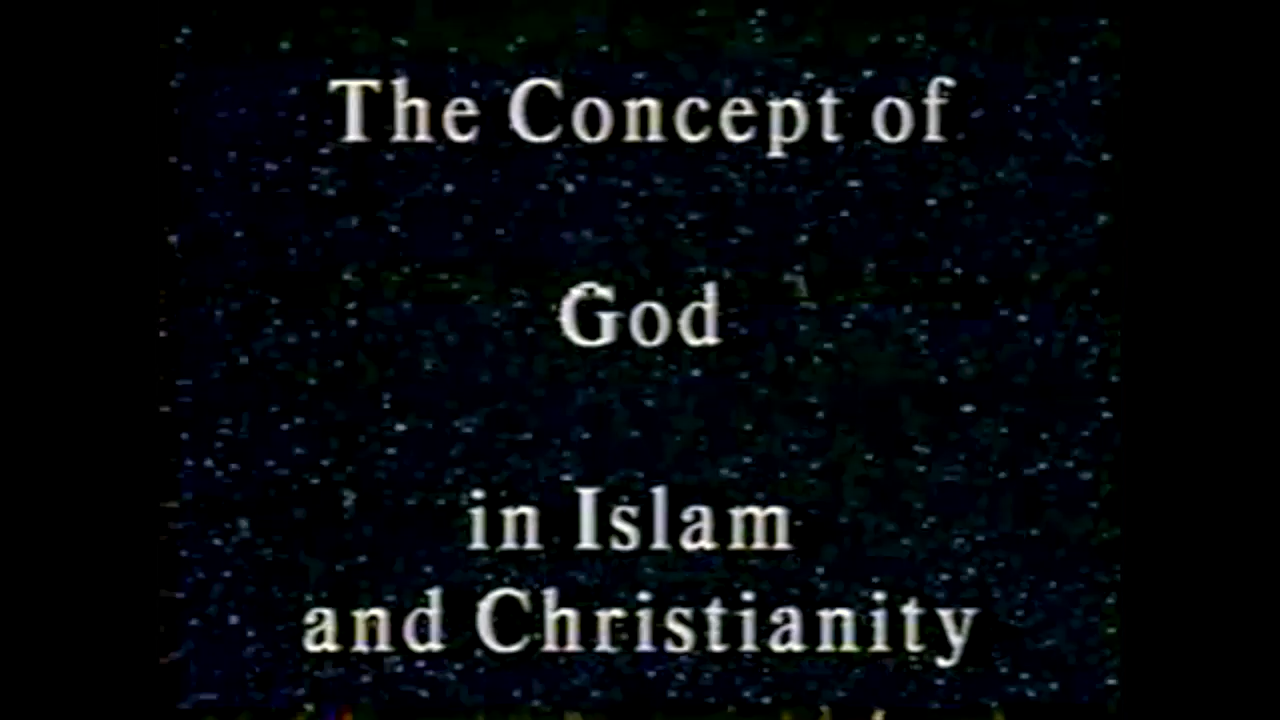 The Concept of
God
in Islam
and Christianity